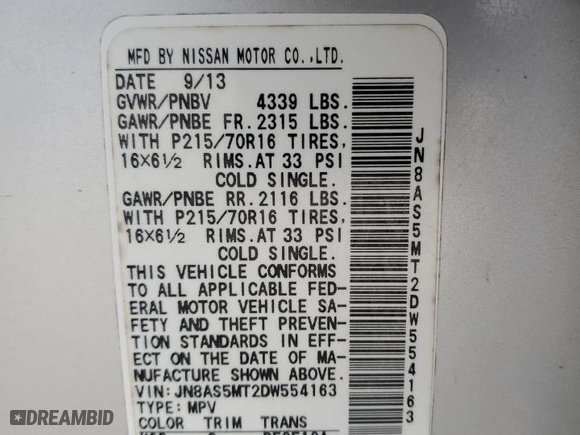 MFD BY NISSAN MOTOR CO.,LTD.
DATE 9/13
GVWR/PNBV 4339 LBS.
GAWR/PNBE FR. 2315 LBS.
WITH P215/70R16 TIRES,
16×6½ RIMS. AT 33 PSI
COLD SINGLE.
GAWR/PNBE RR. 2116 LBS.
WITH P215/70R16 TIRES,
16×6½ RIMS. AT 33 PSI
COLD SINGLE.
THIS VEHICLE CONFORMS
TO ALL APPLICABLE FED-
ERAL MOTOR VEHICLE SA-
FETY AND THEFT PREVEN-
TION STANDARDS IN EFF-
ECT ON THE DATE OF MA-
NUFACTURE SHOWN ABOVE.
VIN: JN8AS5MT2DW554163
TYPE: MPV
COLOR TRIM TRANS
JN8AS5MT2DW554163
DREAMBID